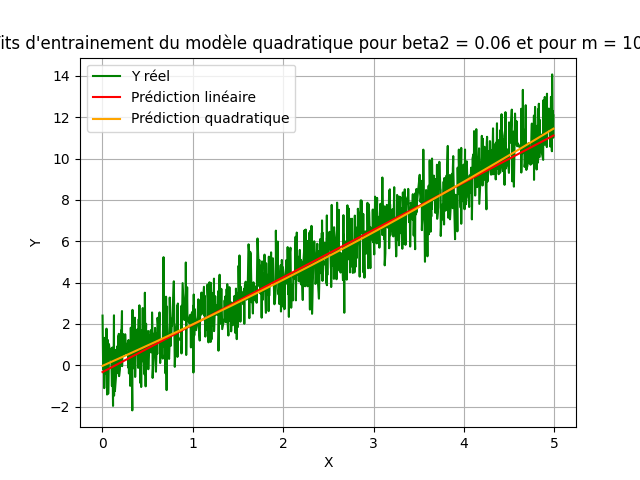 its d'entrainement du modèle quadratique pour beta2 = 0.06 et pour m = 10
Y réel
Prédiction linéaire
Prédiction quadratique
14
12
10
8
6
4
2
0
−2
Y
0 1 2 3 4 5
X